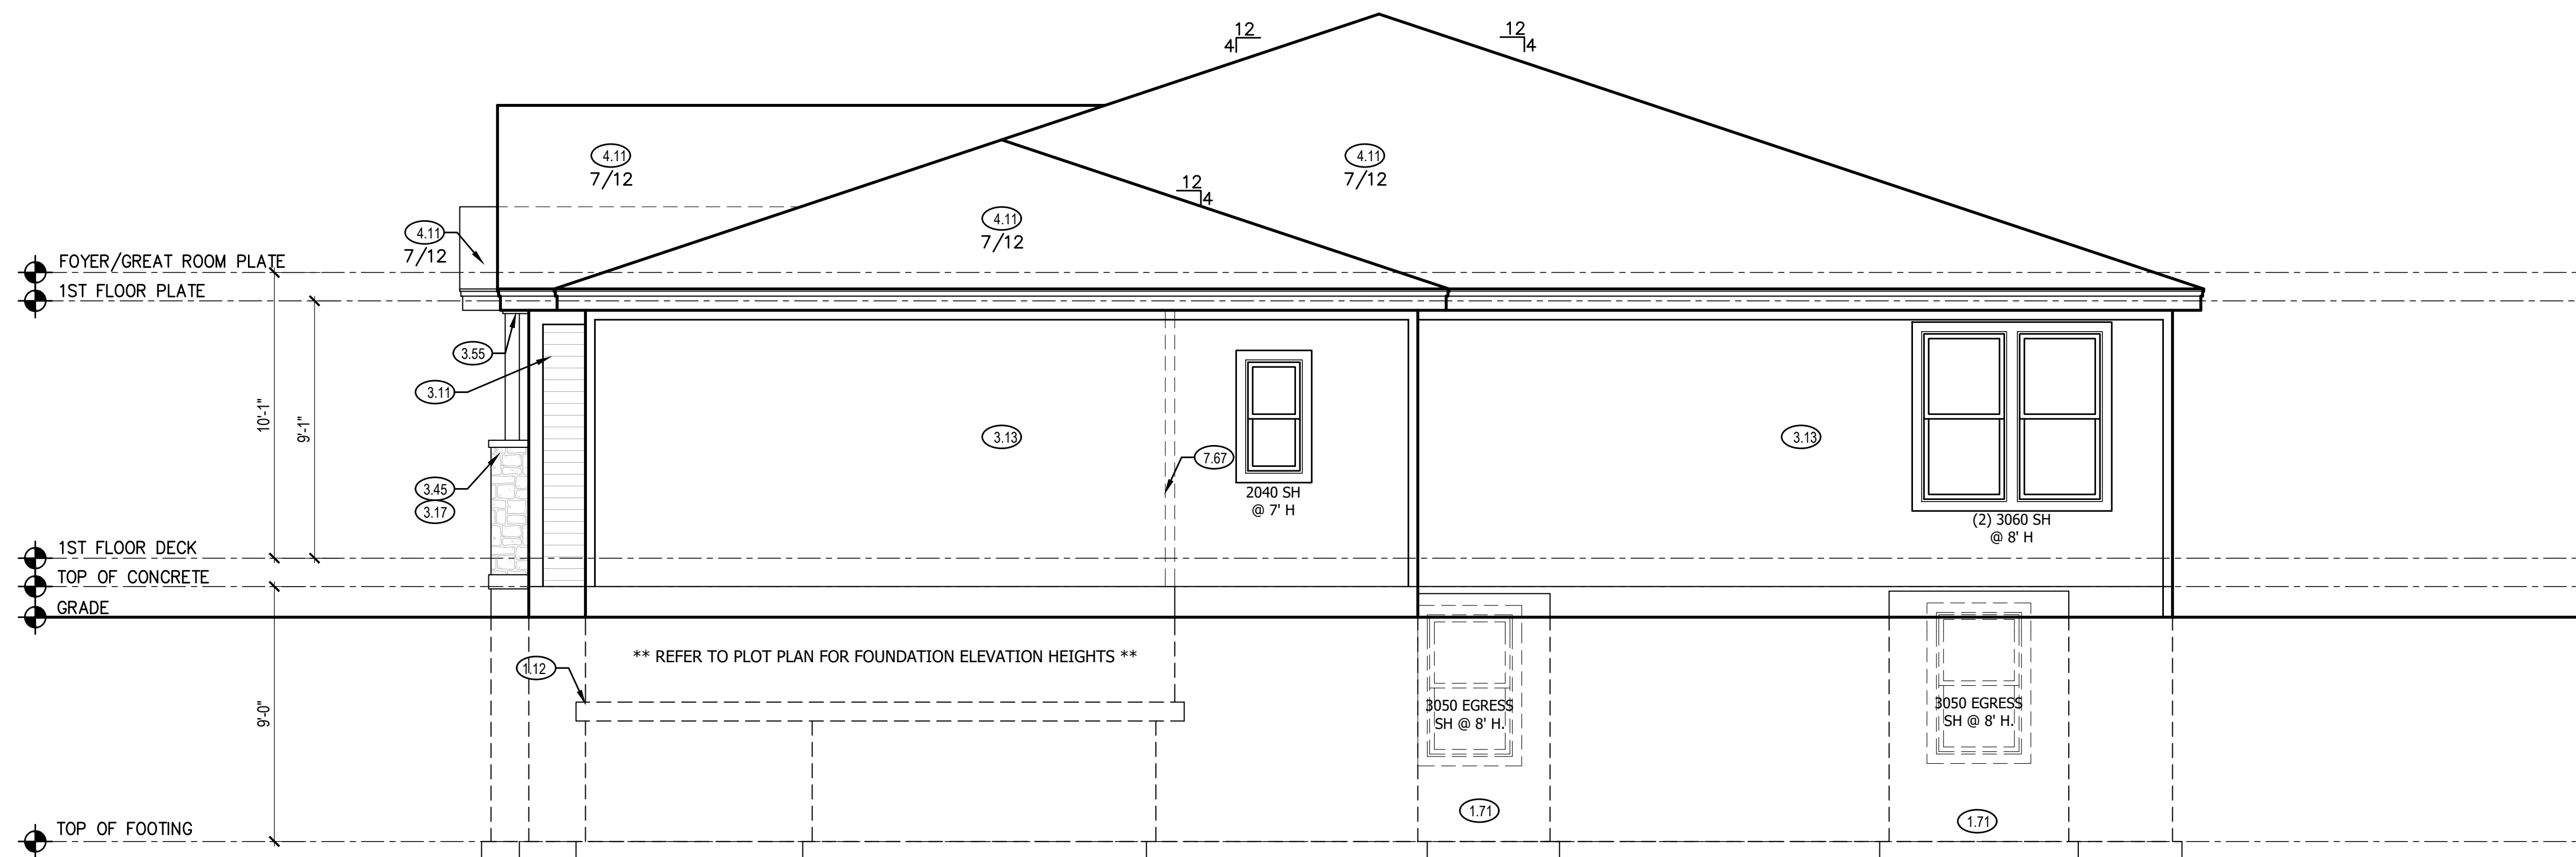 12
4
12
4
4.11
7/12
4.11
7/12
12
4
4.11
7/12
4.11
7/12
FOYER/GREAT ROOM PLATE
1ST FLOOR PLATE
3.55
3.11
10'-1"
9'-1"
3.13
3.13
7.67
3.45
3.17
2040 SH
@ 7' H
(2) 3060 SH
@ 8' H
1ST FLOOR DECK
TOP OF CONCRETE
GRADE
** REFER TO PLOT PLAN FOR FOUNDATION ELEVATION HEIGHTS **
1.12
9'-0"
3050 EGRESS
SH @ 8' H.
3050 EGRESS
SH @ 8' H.
1.71
1.71
TOP OF FOOTING